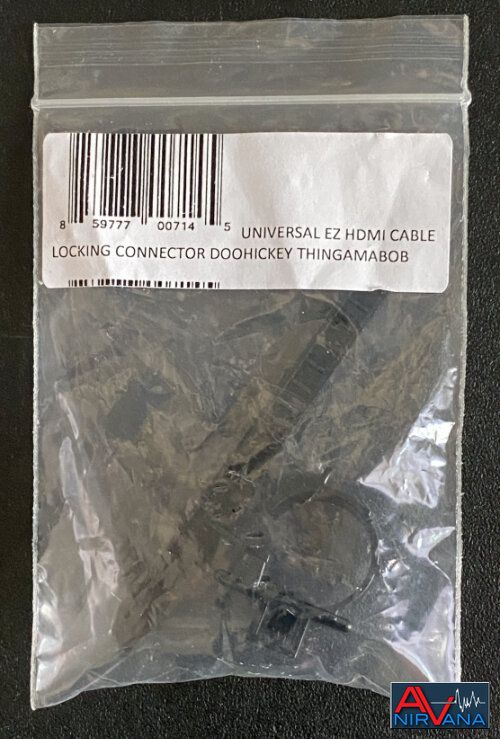 8 59777 00714 5 UNIVERSAL EZ HDMI CABLE
LOCKING CONNECTOR DOOHICKEY THINGAMABOB
AV
NIRVANA